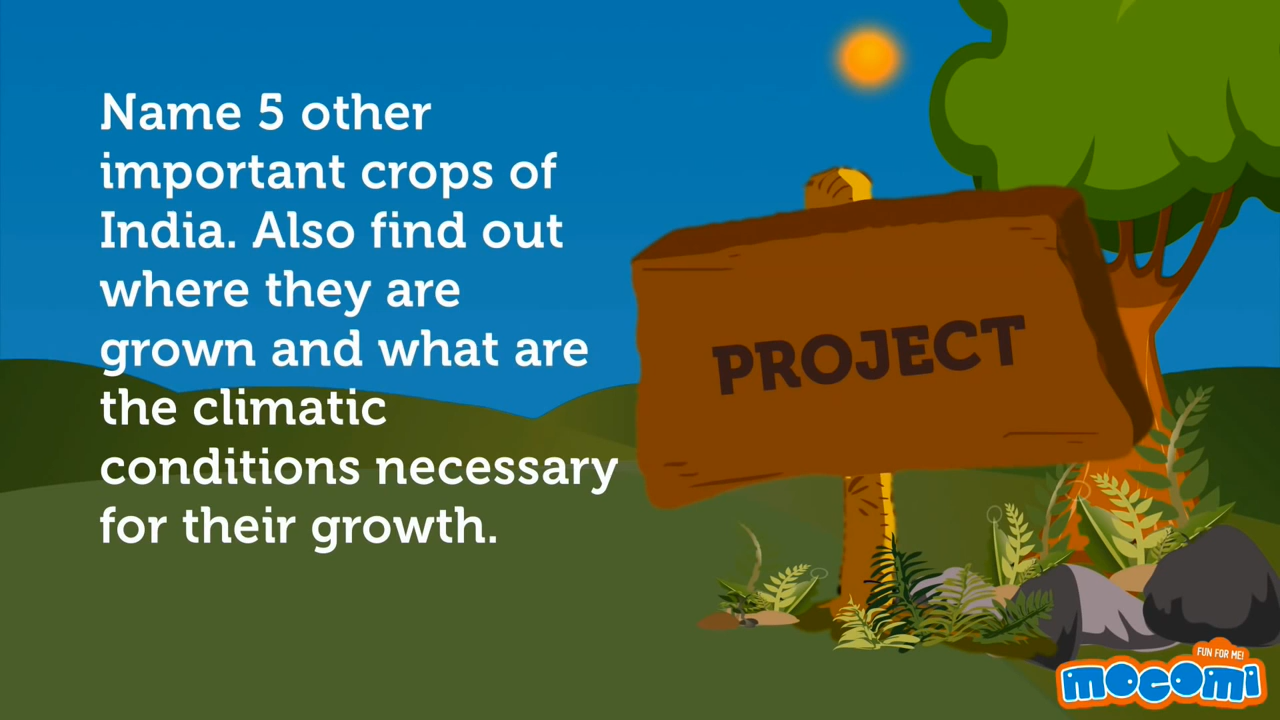 Name 5 other
important crops of
India. Also find out
where they are
grown and what are
the climatic
conditions necessary
for their growth.
PROJECT
FUN FOR ME!
mocomi